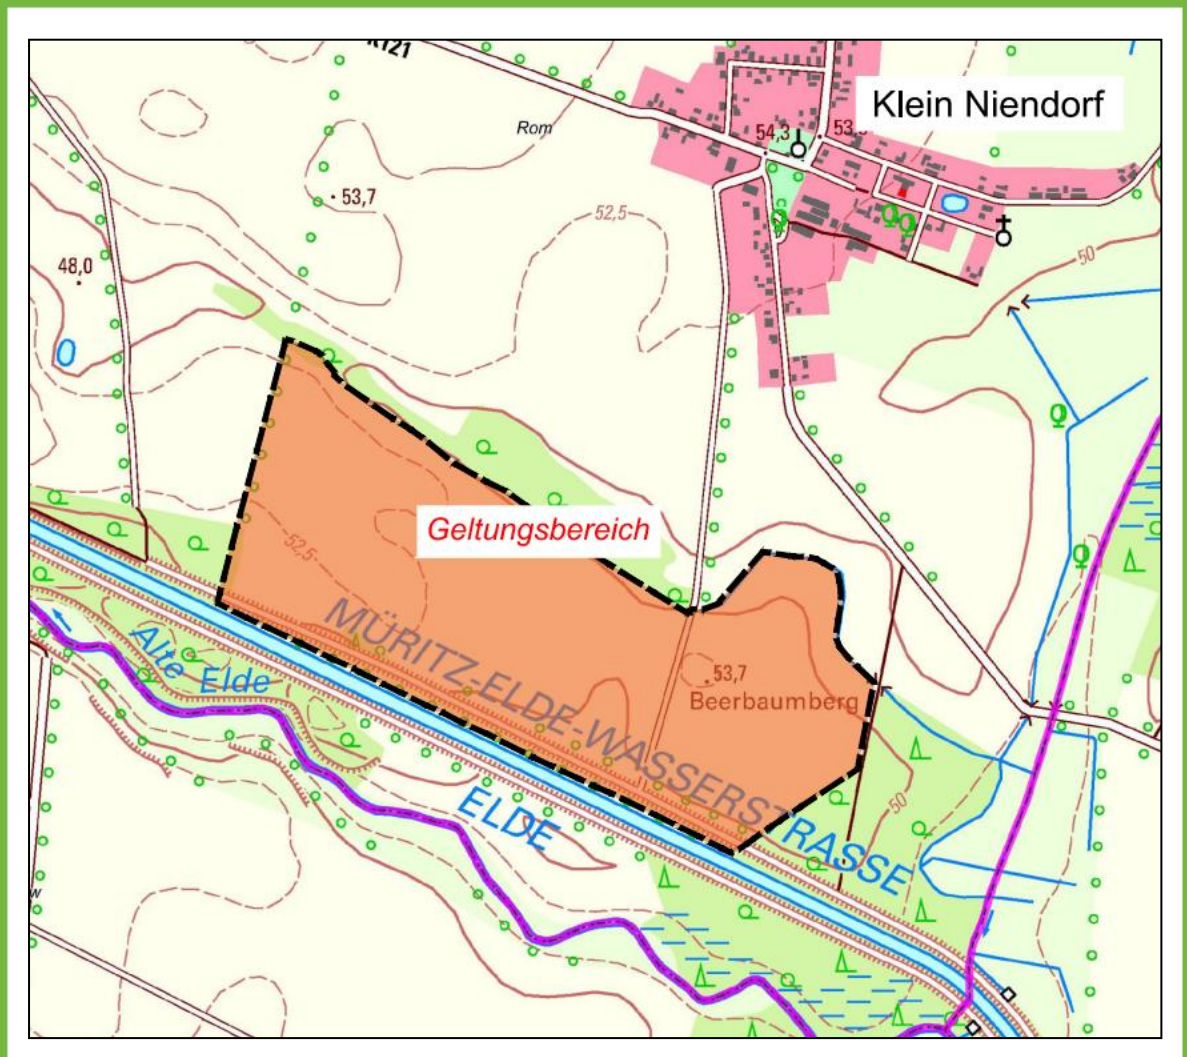 K121
Klein Niendorf
Rom
54,3
53,7
52,5
48,0
50
Geltungsbereich
52,5
MÜRITZ-ELDE-WASSERSTRASSE
Alte Elde
53,7
Beerbaumberg
ELDE
50